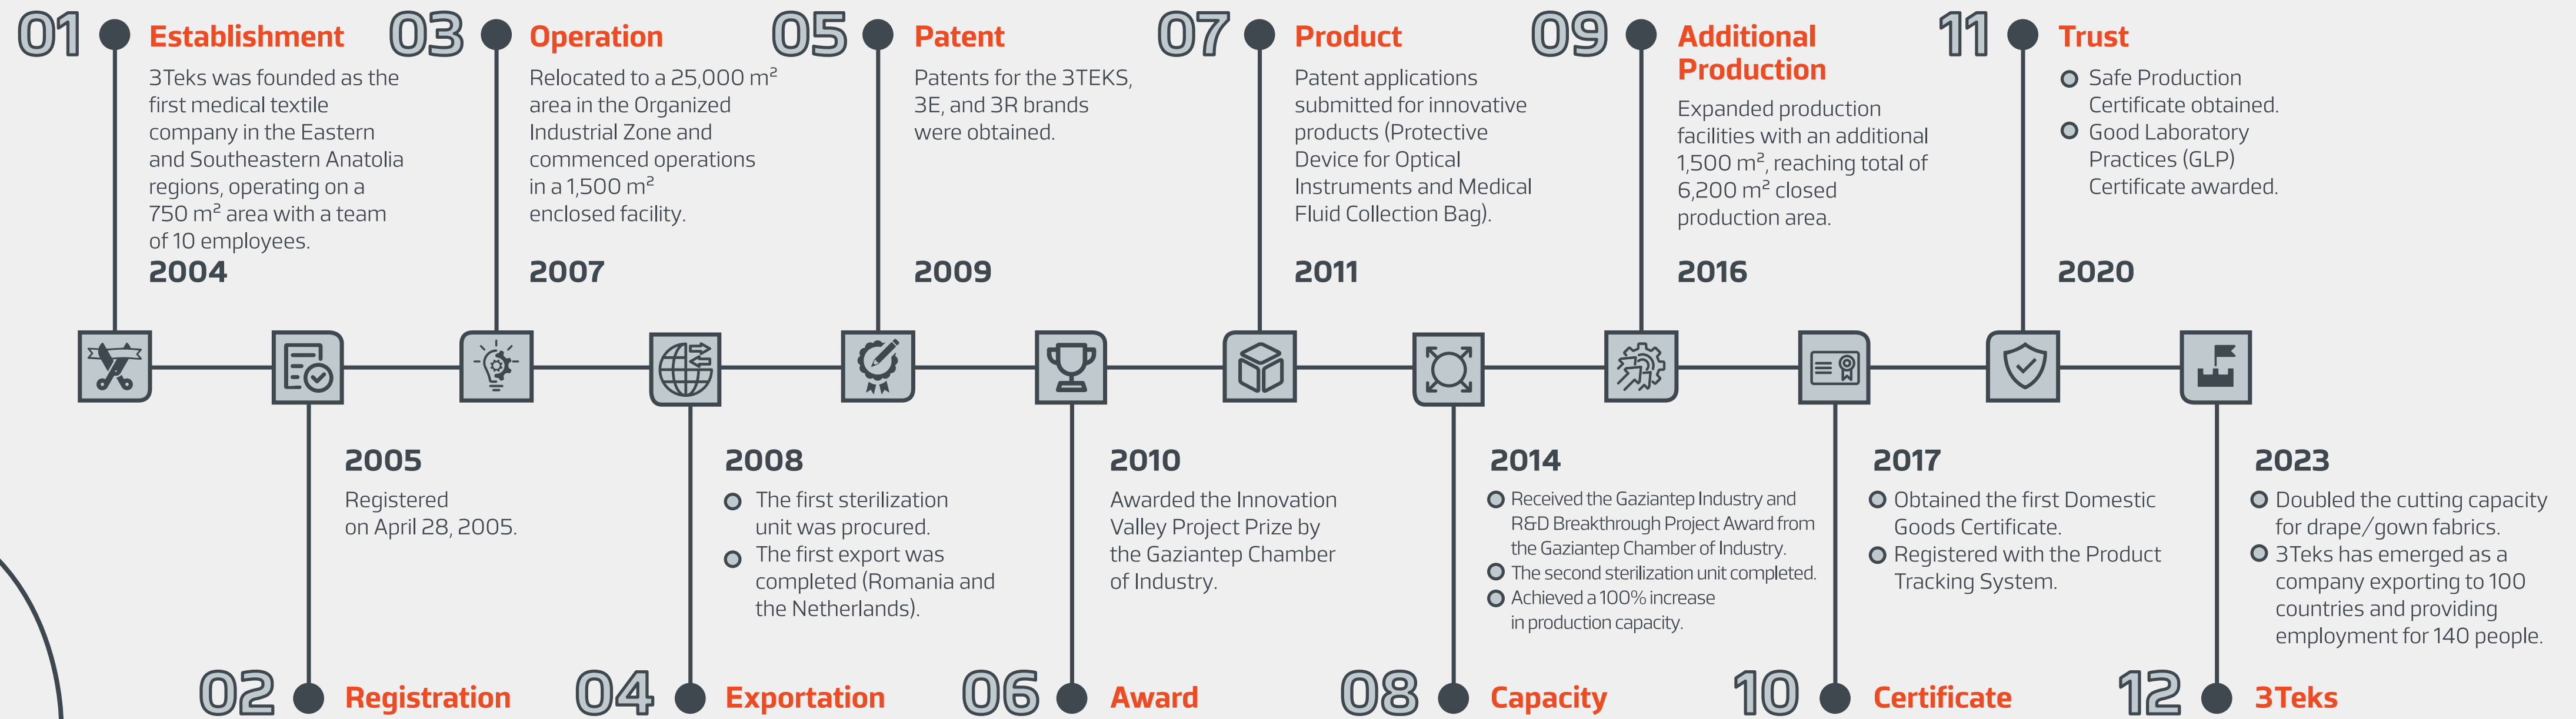 01
Establishment
3Teks was founded as the
first medical textile
company in the Eastern
and Southeastern Anatolia
regions, operating on a
750 m² area with a team
of 10 employees.
2004
03
Operation
Relocated to a 25,000 m²
area in the Organized
Industrial Zone and
commenced operations
in a 1,500 m²
enclosed facility.
2007
05
Patent
Patents for the 3TEKS,
3E, and 3R brands
were obtained.
2009
07
Product
Patent applications
submitted for innovative
products (Protective
Device for Optical
Instruments and Medical
Fluid Collection Bag).
2011
09
Additional
Production
Expanded production
facilities with an additional
1,500 m², reaching total of
6,200 m² closed
production area.
2016
11
Trust
Safe Production
Certificate obtained.
Good Laboratory
Practices (GLP)
Certificate awarded.
2020
2005
Registered
on April 28, 2005.
02
Registration
2008
The first sterilization
unit was procured.
The first export was
completed (Romania and
the Netherlands).
04
Exportation
2010
Awarded the Innovation
Valley Project Prize by
the Gaziantep Chamber
of Industry.
06
Award
2014
Received the Gaziantep Industry and
R&D Breakthrough Project Award from
the Gaziantep Chamber of Industry.
The second sterilization unit completed.
Achieved a 100% increase
in production capacity.
08
Capacity
2017
Obtained the first Domestic
Goods Certificate.
Registered with the Product
Tracking System.
10
Certificate
2023
Doubled the cutting capacity
for drape/gown fabrics.
3Teks has emerged as a
company exporting to 100
countries and providing
employment for 140 people.
12
3Teks